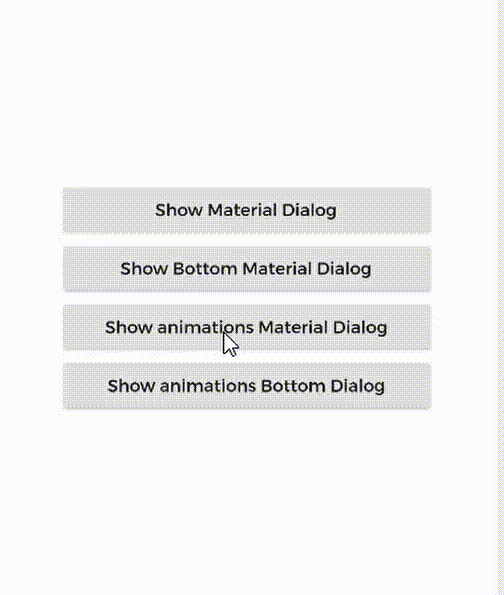 Show Material Dialog
Show Bottom Material Dialog
Show animations Material Dialog
Show animations Bottom Dialog